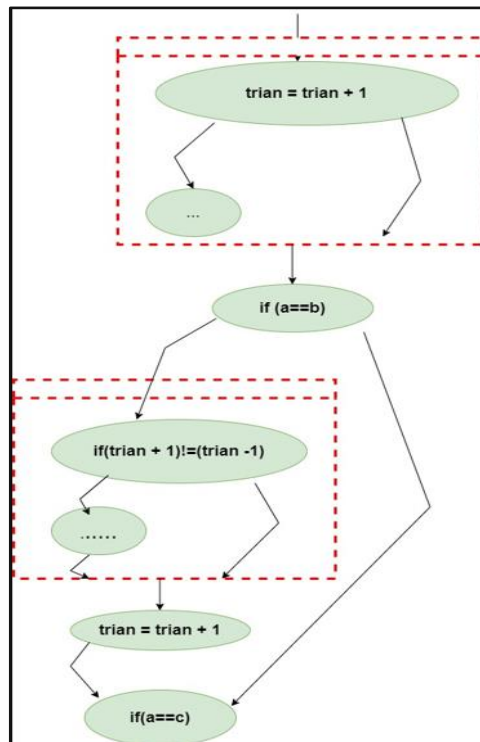 trian = trian + 1
...
if (a==b)
if(trian + 1)!=(trian -1)
......
trian = trian + 1
if(a==c)